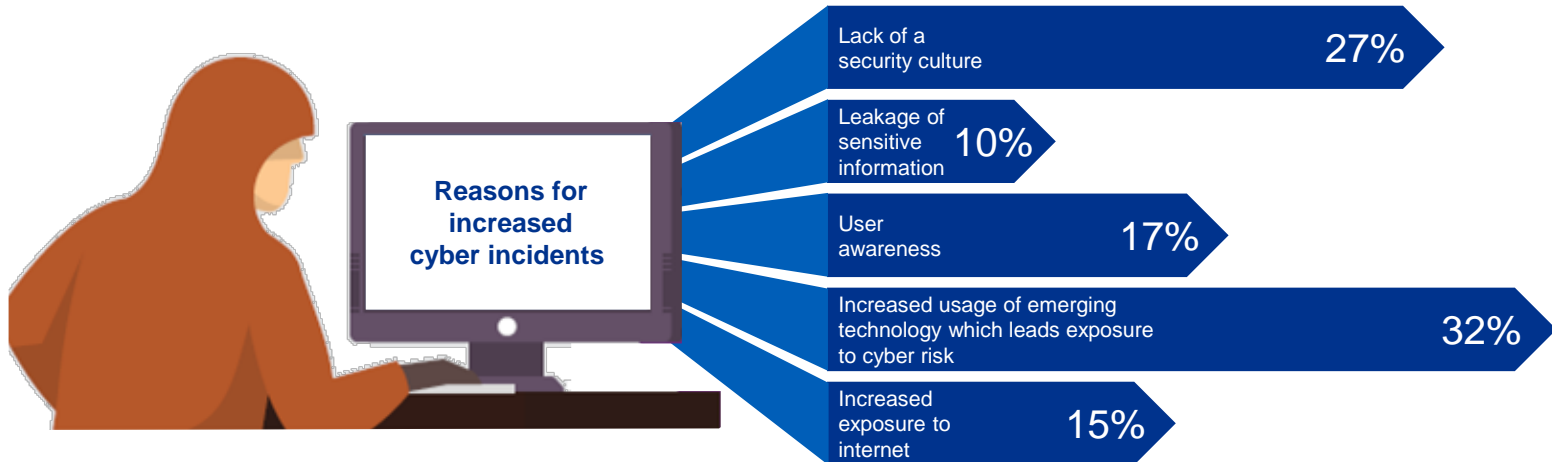 Reasons for
increased
cyber incidents
Lack of a
security culture
27%
Leakage of
sensitive
information
10%
User
awareness
17%
Increased usage of emerging
technology which leads exposure
to cyber risk
32%
Increased
exposure to
internet
15%